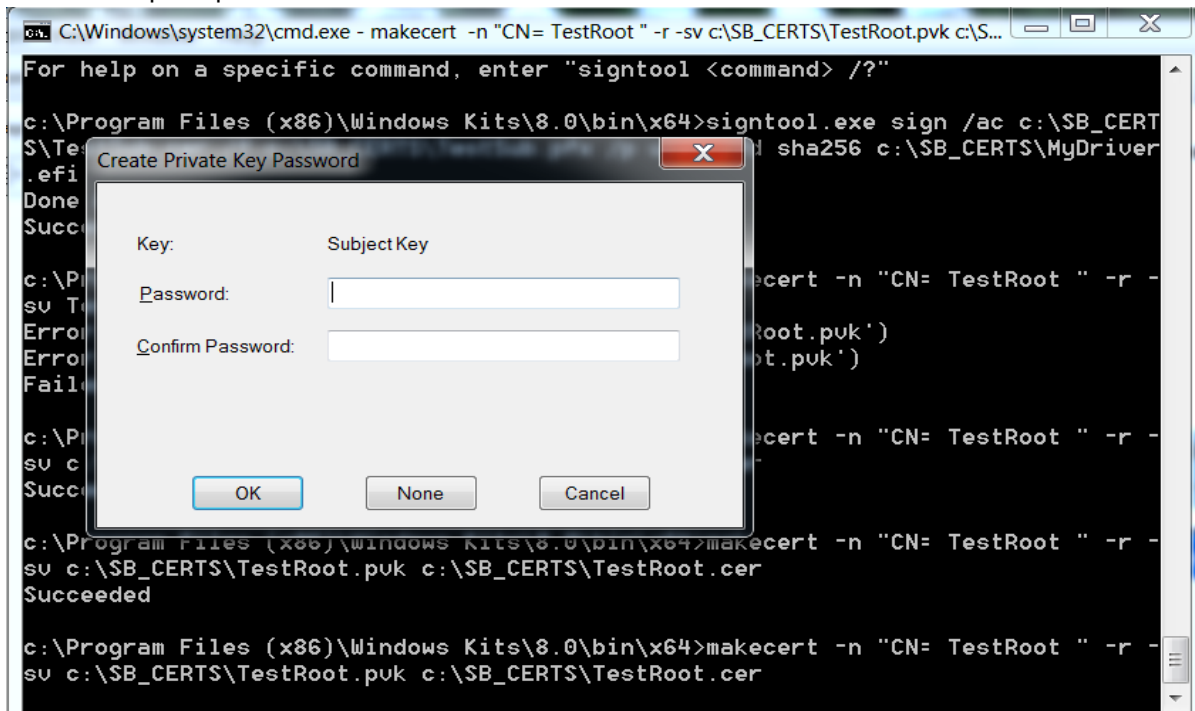 C:\Windows\system32\cmd.exe - makecert -n "CN= TestRoot " -r -sv c:\SB_CERTS\TestRoot.pvk c:\S...
For help on a specific command, enter "signtool <command> /?"
c:\Program Files (x86)\Windows Kits\8.0\bin\x64>signtool.exe sign /ac c:\SB_CERT
S\Te sha256 c:\SB_CERTS\MyDriver
.efi
Done
Succ
Create Private Key Password
Key: Subject Key
Password:
Confirm Password:
OK None Cancel
c:\P ecert -n "CN= TestRoot " -r -
sv T
Erro Root.pvk')
Erro t.pvk')
Fail
c:\P ecert -n "CN= TestRoot " -r -
sv c
Succ
c:\Program Files (x86)\Windows Kits\8.0\bin\x64>makecert -n "CN= TestRoot " -r -
sv c:\SB_CERTS\TestRoot.pvk c:\SB_CERTS\TestRoot.cer
Succeeded
c:\Program Files (x86)\Windows Kits\8.0\bin\x64>makecert -n "CN= TestRoot " -r -
sv c:\SB_CERTS\TestRoot.pvk c:\SB_CERTS\TestRoot.cer